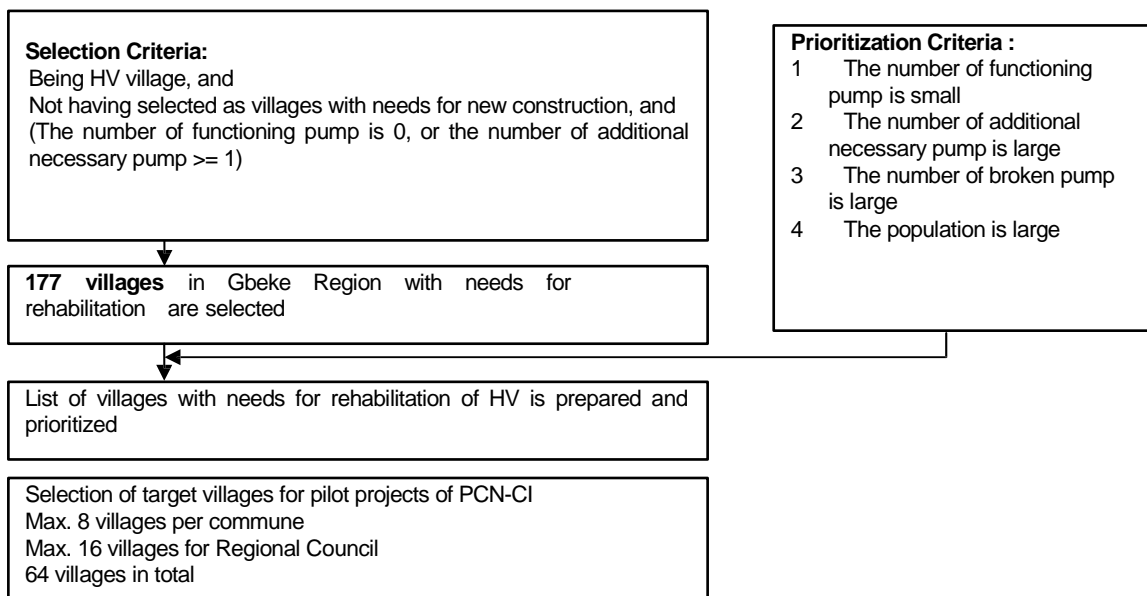 Selection Criteria:
Being HV village, and
Not having selected as villages with needs for new construction, and
(The number of functioning pump is 0, or the number of additional
necessary pump >= 1)
Prioritization Criteria :
1 The number of functioning
pump is small
2 The number of additional
necessary pump is large
3 The number of broken pump
is large
4 The population is large
177 villages in Gbeke Region with needs for
rehabilitation are selected
List of villages with needs for rehabilitation of HV is prepared and
prioritized
Selection of target villages for pilot projects of PCN-CI
Max. 8 villages per commune
Max. 16 villages for Regional Council
64 villages in total